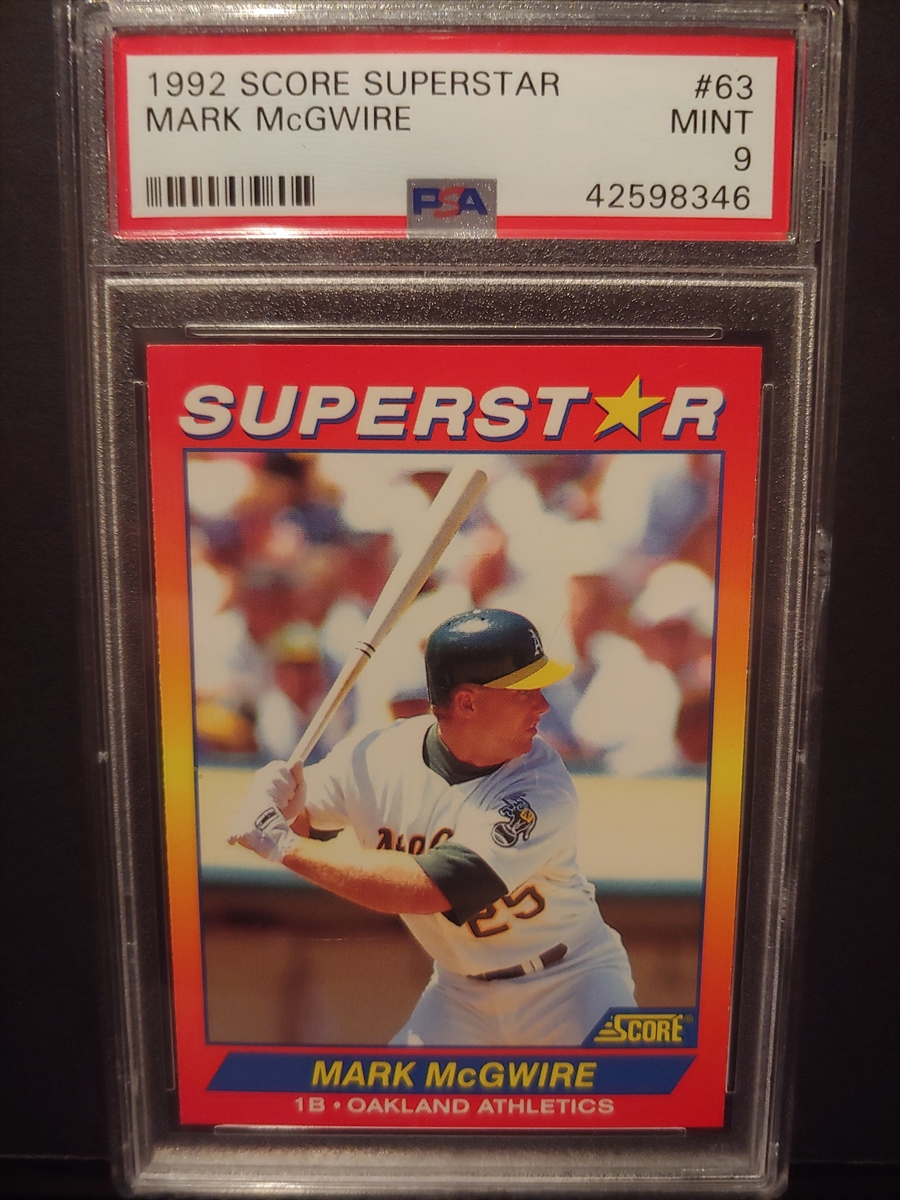 1992 SCORE SUPERSTAR #63
MARK McGWIRE MINT
9
PSA 42598346
SUPERSTAR
A's
25
SCORE®
MARK McGWIRE
1B • OAKLAND ATHLETICS